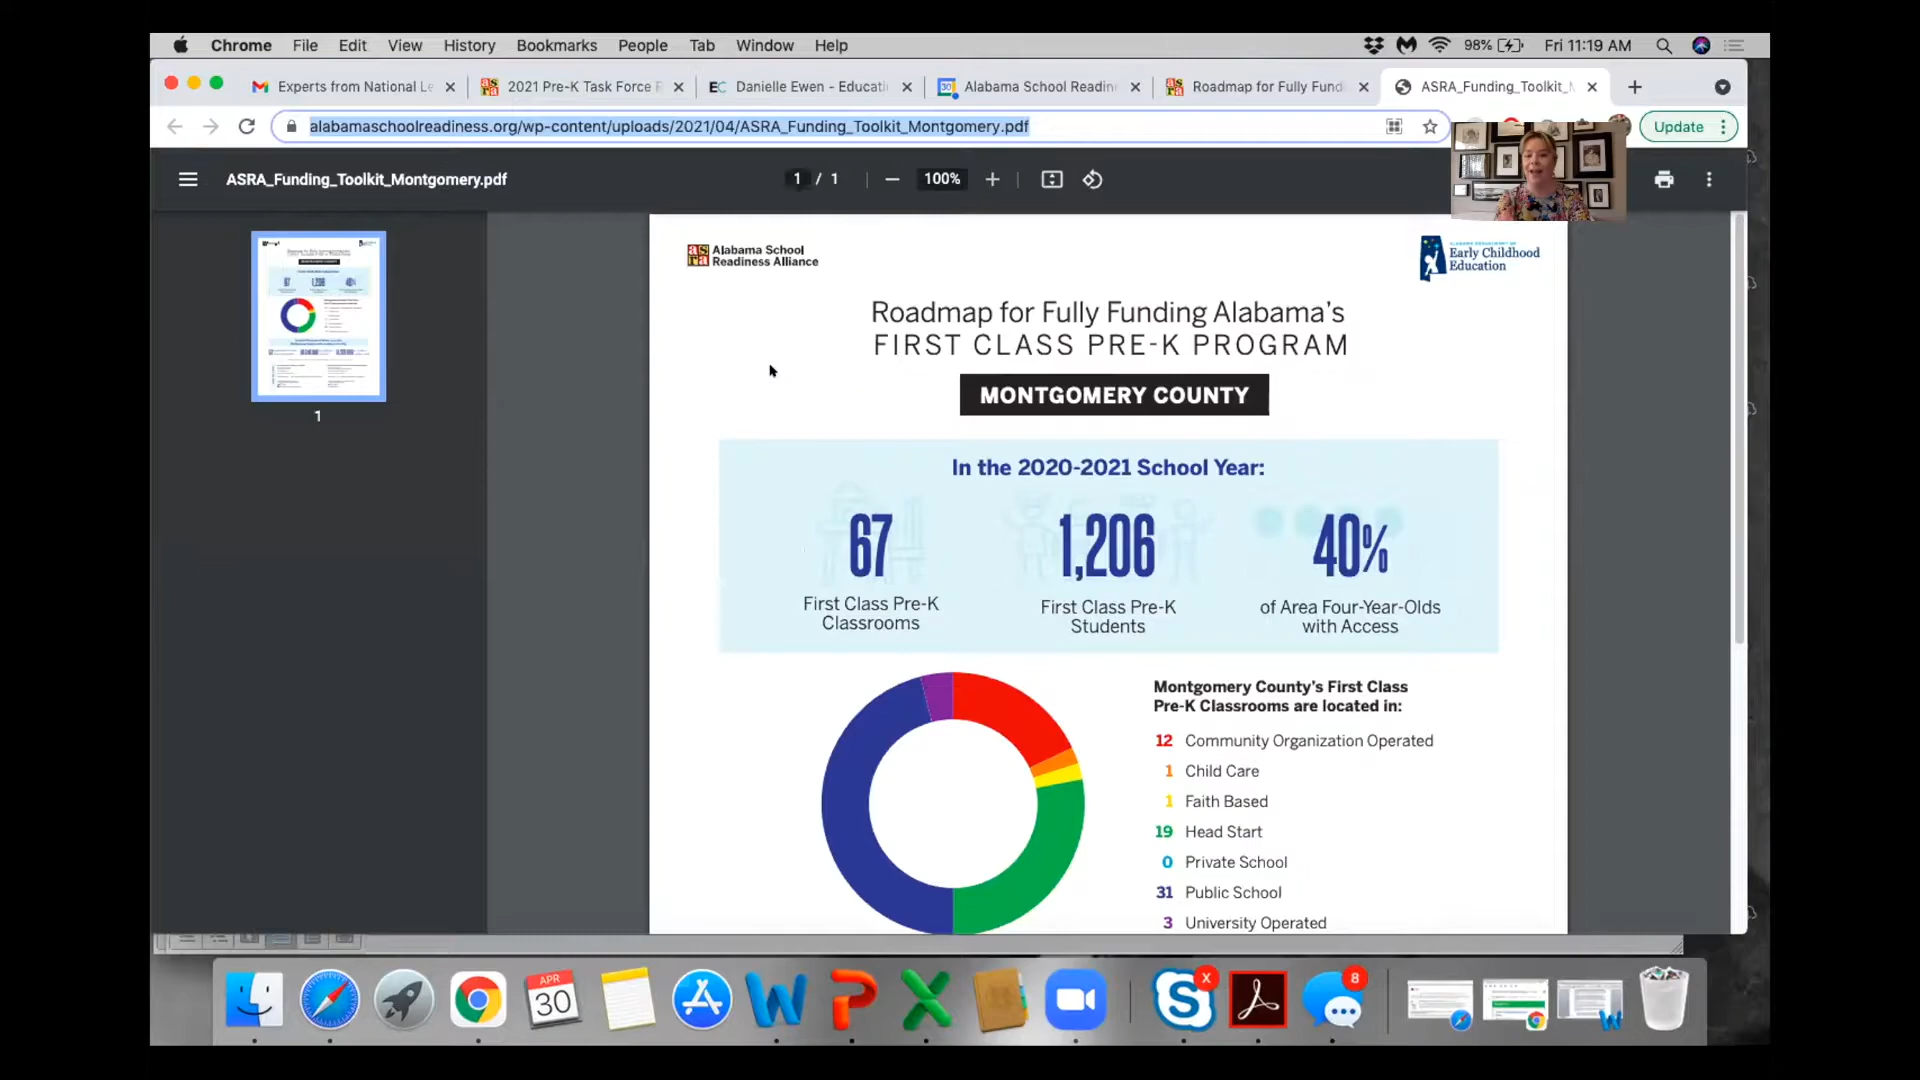 Chrome File Edit View History Bookmarks People Tab Window Help 98% Fri 11:19 AM
Experts from National Le 2021 Pre-K Task Force EC Danielle Ewen - Educati Alabama School Readin Roadmap for Fully Fund ASRA_Funding_Toolkit_
alabamaschoolreadiness.org/wp-content/uploads/2021/04/ASRA_Funding_Toolkit_Montgomery.pdf Update
ASRA_Funding_Toolkit_Montgomery.pdf 1 / 1 100%
1
asra Alabama School
Readiness Alliance
Early Childhood
Education
Roadmap for Fully Funding Alabama's
FIRST CLASS PRE-K PROGRAM
MONTGOMERY COUNTY
In the 2020-2021 School Year:
67 1,206 40%
First Class Pre-K
Classrooms
First Class Pre-K
Students
of Area Four-Year-Olds
with Access
Montgomery County's First Class
Pre-K Classrooms are located in:
12 Community Organization Operated
1 Child Care
1 Faith Based
19 Head Start
0 Private School
31 Public School
3 University Operated
APR
30
X
8